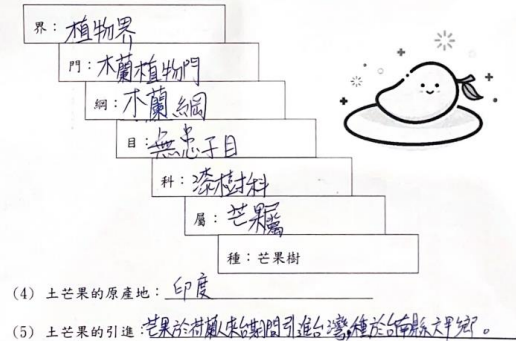 界：植物界
門：木蘭植物門
綱：木蘭綱
目：無患子目
科：漆樹科
屬：芒果屬
種：芒果樹
(4) 土芒果的原產地：印度
(5) 土芒果的引進：芒果於荷蘭人來台期間引進台灣，種於台南縣六甲鄉。